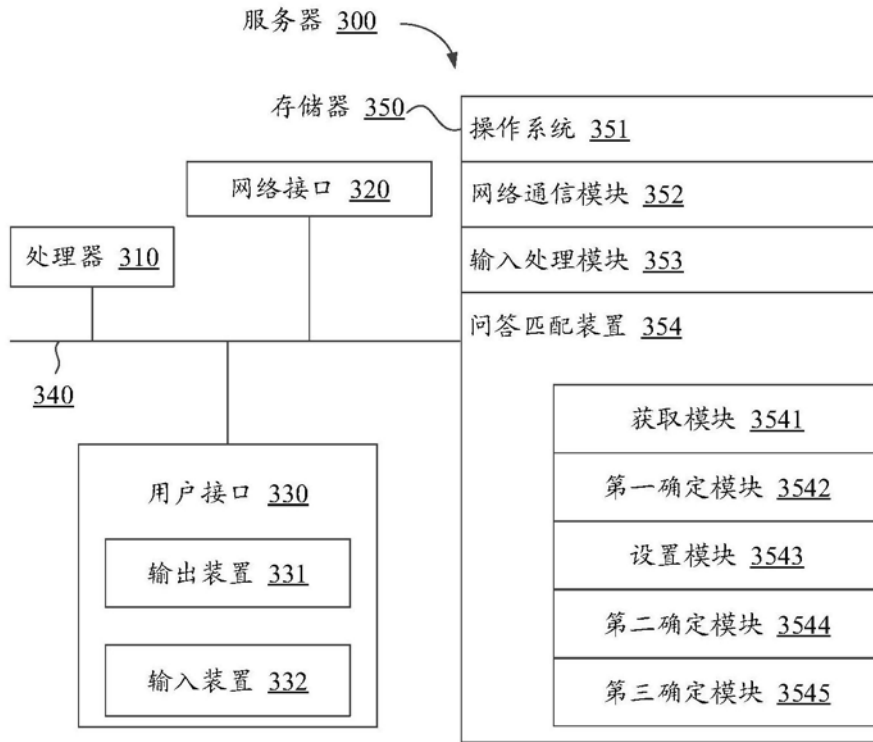 服务器 300
存储器 350
操作系统 351
网络接口 320
网络通信模块 352
处理器 310
输入处理模块 353
问答匹配装置 354
340
获取模块 3541
用户接口 330
第一确定模块 3542
输出装置 331
设置模块 3543
第二确定模块 3544
输入装置 332
第三确定模块 3545